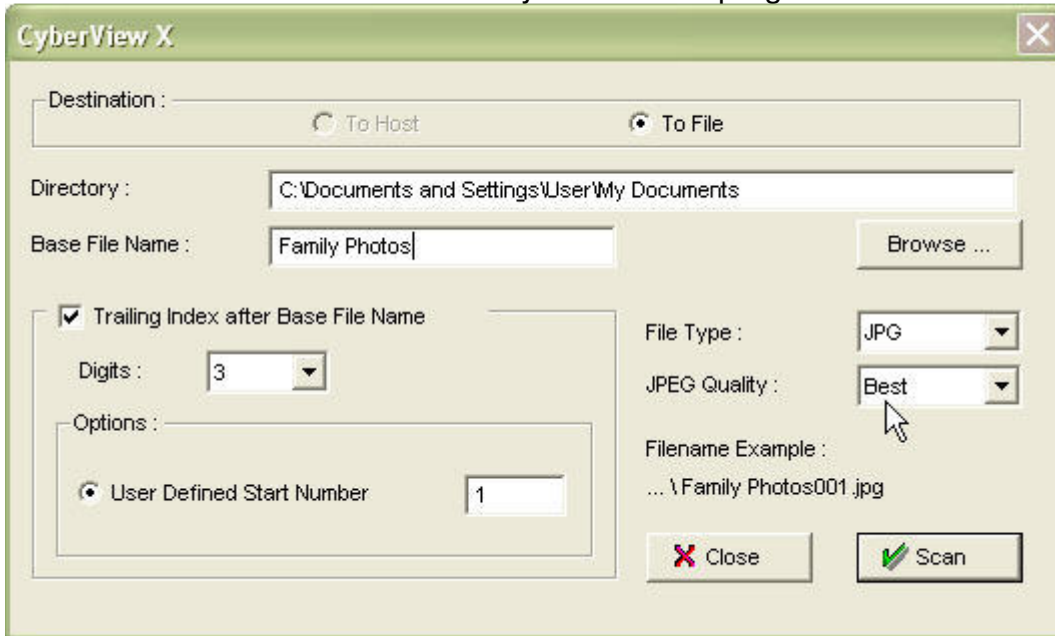 CyberView X
Destination :
To Host
To File
Directory :
C:\Documents and Settings\User\My Documents
Base File Name :
Family Photos
Browse ...
Trailing Index after Base File Name
Digits :
3
Options :
User Defined Start Number
1
File Type :
JPG
JPEG Quality :
Best
Filename Example :
... \Family Photos001.jpg
Close
Scan